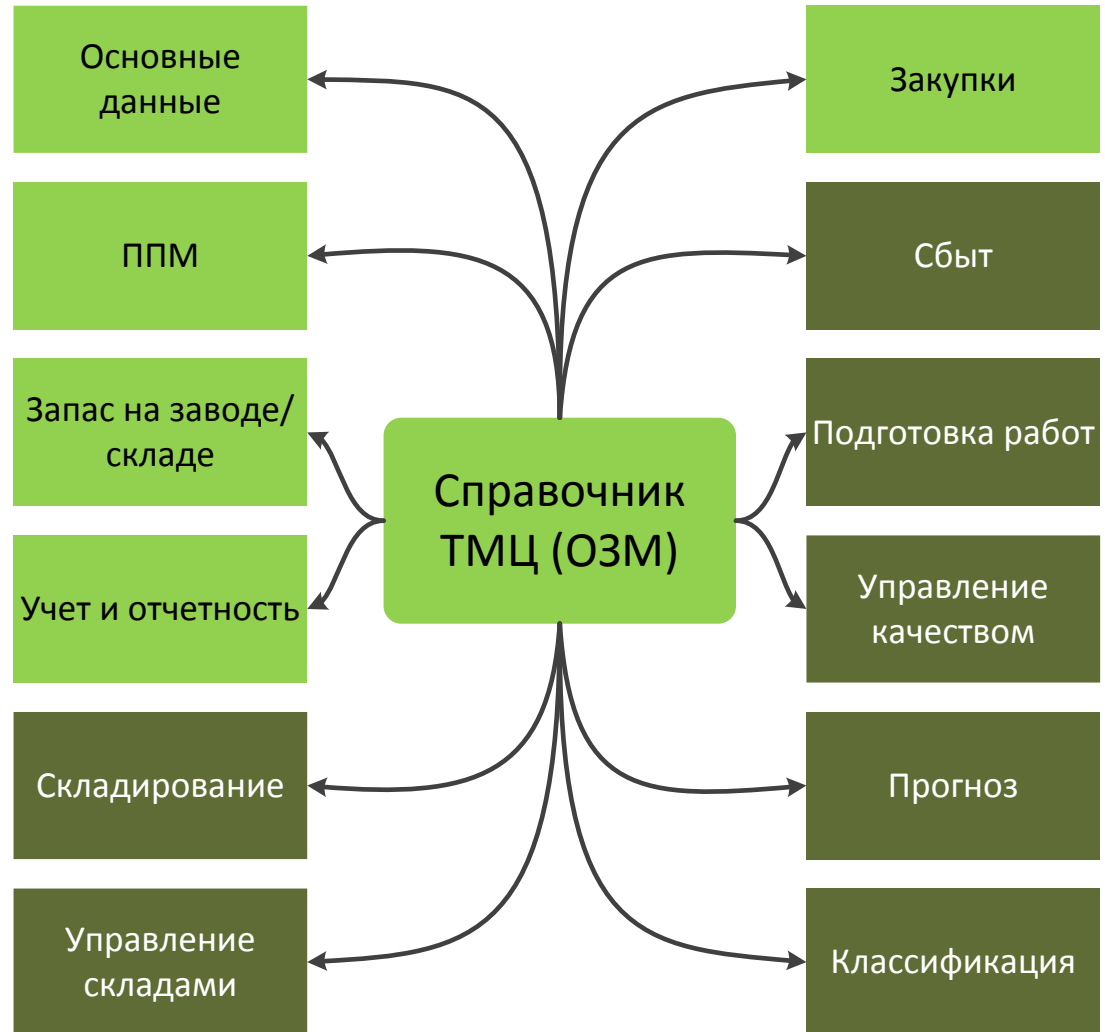 Основные
данные
Закупки
ППМ
Сбыт
Запас на заводе/
складе
Подготовка работ
Справочник
ТМЦ (ОЗМ)
Учет и отчетность
Управление
качеством
Складирование
Прогноз
Управление
складами
Классификация